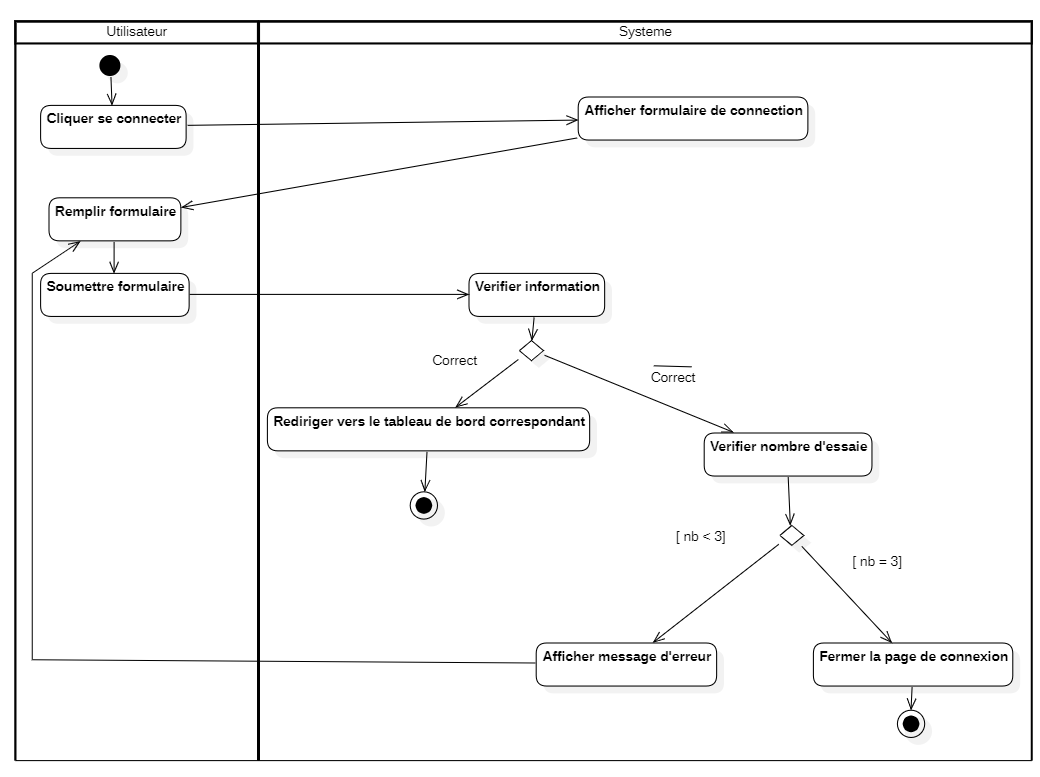 Utilisateur
Systeme
Cliquer se connecter
Afficher formulaire de connection
Remplir formulaire
Soumettre formulaire
Verifier information
Correct
Correct
Rediriger vers le tableau de bord correspondant
Verifier nombre d'essaie
[ nb < 3]
[ nb = 3]
Afficher message d'erreur
Fermer la page de connexion